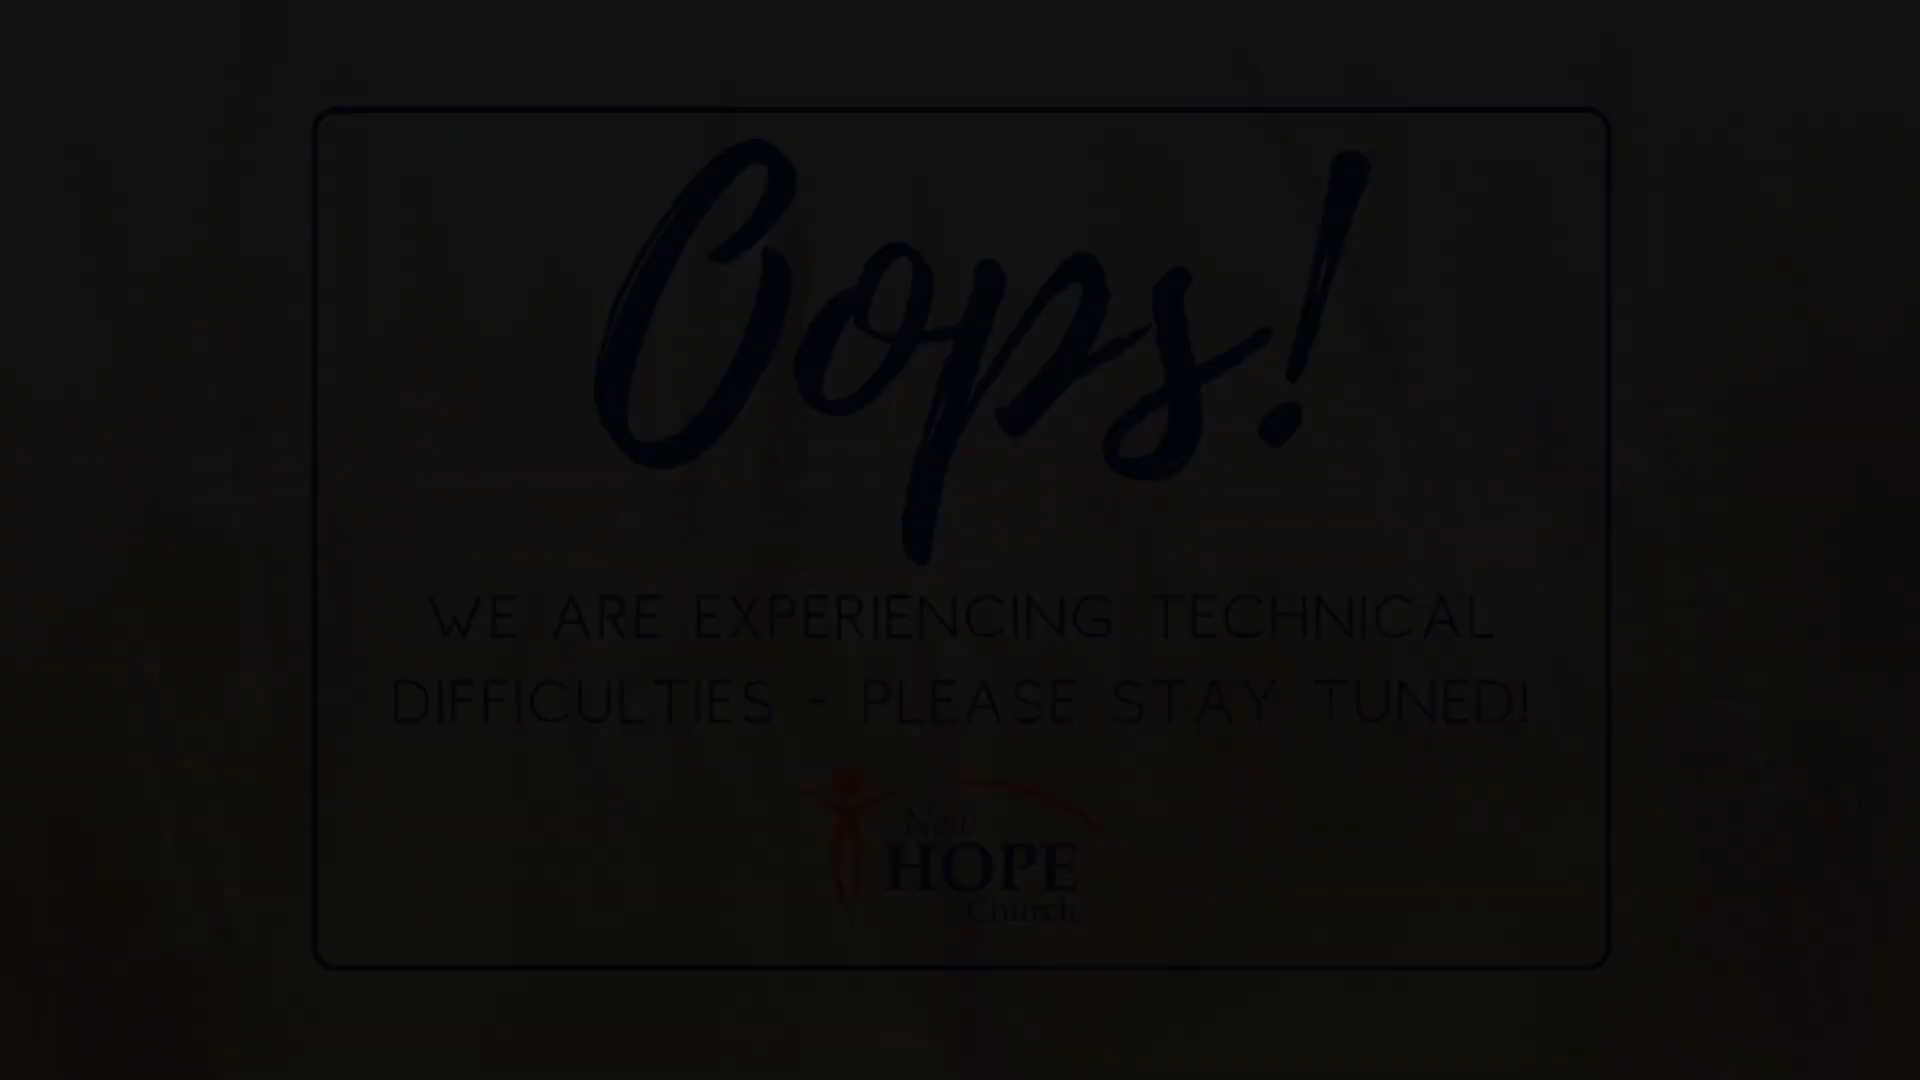 Oops!
WE ARE EXPERIENCING TECHNICAL
DIFFICULTIES - PLEASE STAY TUNED!
New
HOPE
Church